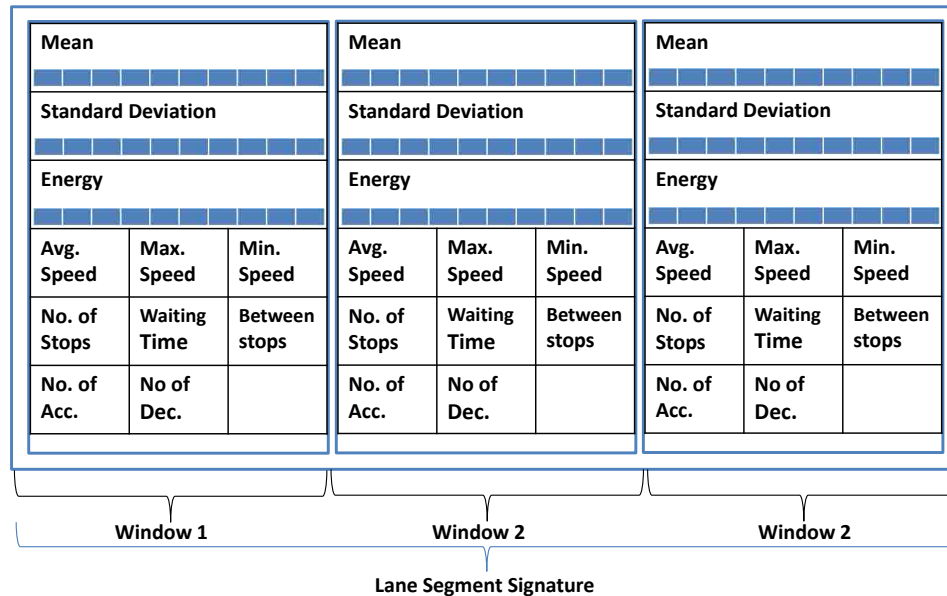 Mean
Standard Deviation
Energy
Avg. Speed
Max. Speed
Min. Speed
No. of Stops
Waiting Time
Between stops
No. of Acc.
No of Dec.
Mean
Standard Deviation
Energy
Avg. Speed
Max. Speed
Min. Speed
No. of Stops
Waiting Time
Between stops
No. of Acc.
No of Dec.
Mean
Standard Deviation
Energy
Avg. Speed
Max. Speed
Min. Speed
No. of Stops
Waiting Time
Between stops
No. of Acc.
No of Dec.
Window 1
Window 2
Window 2
Lane Segment Signature